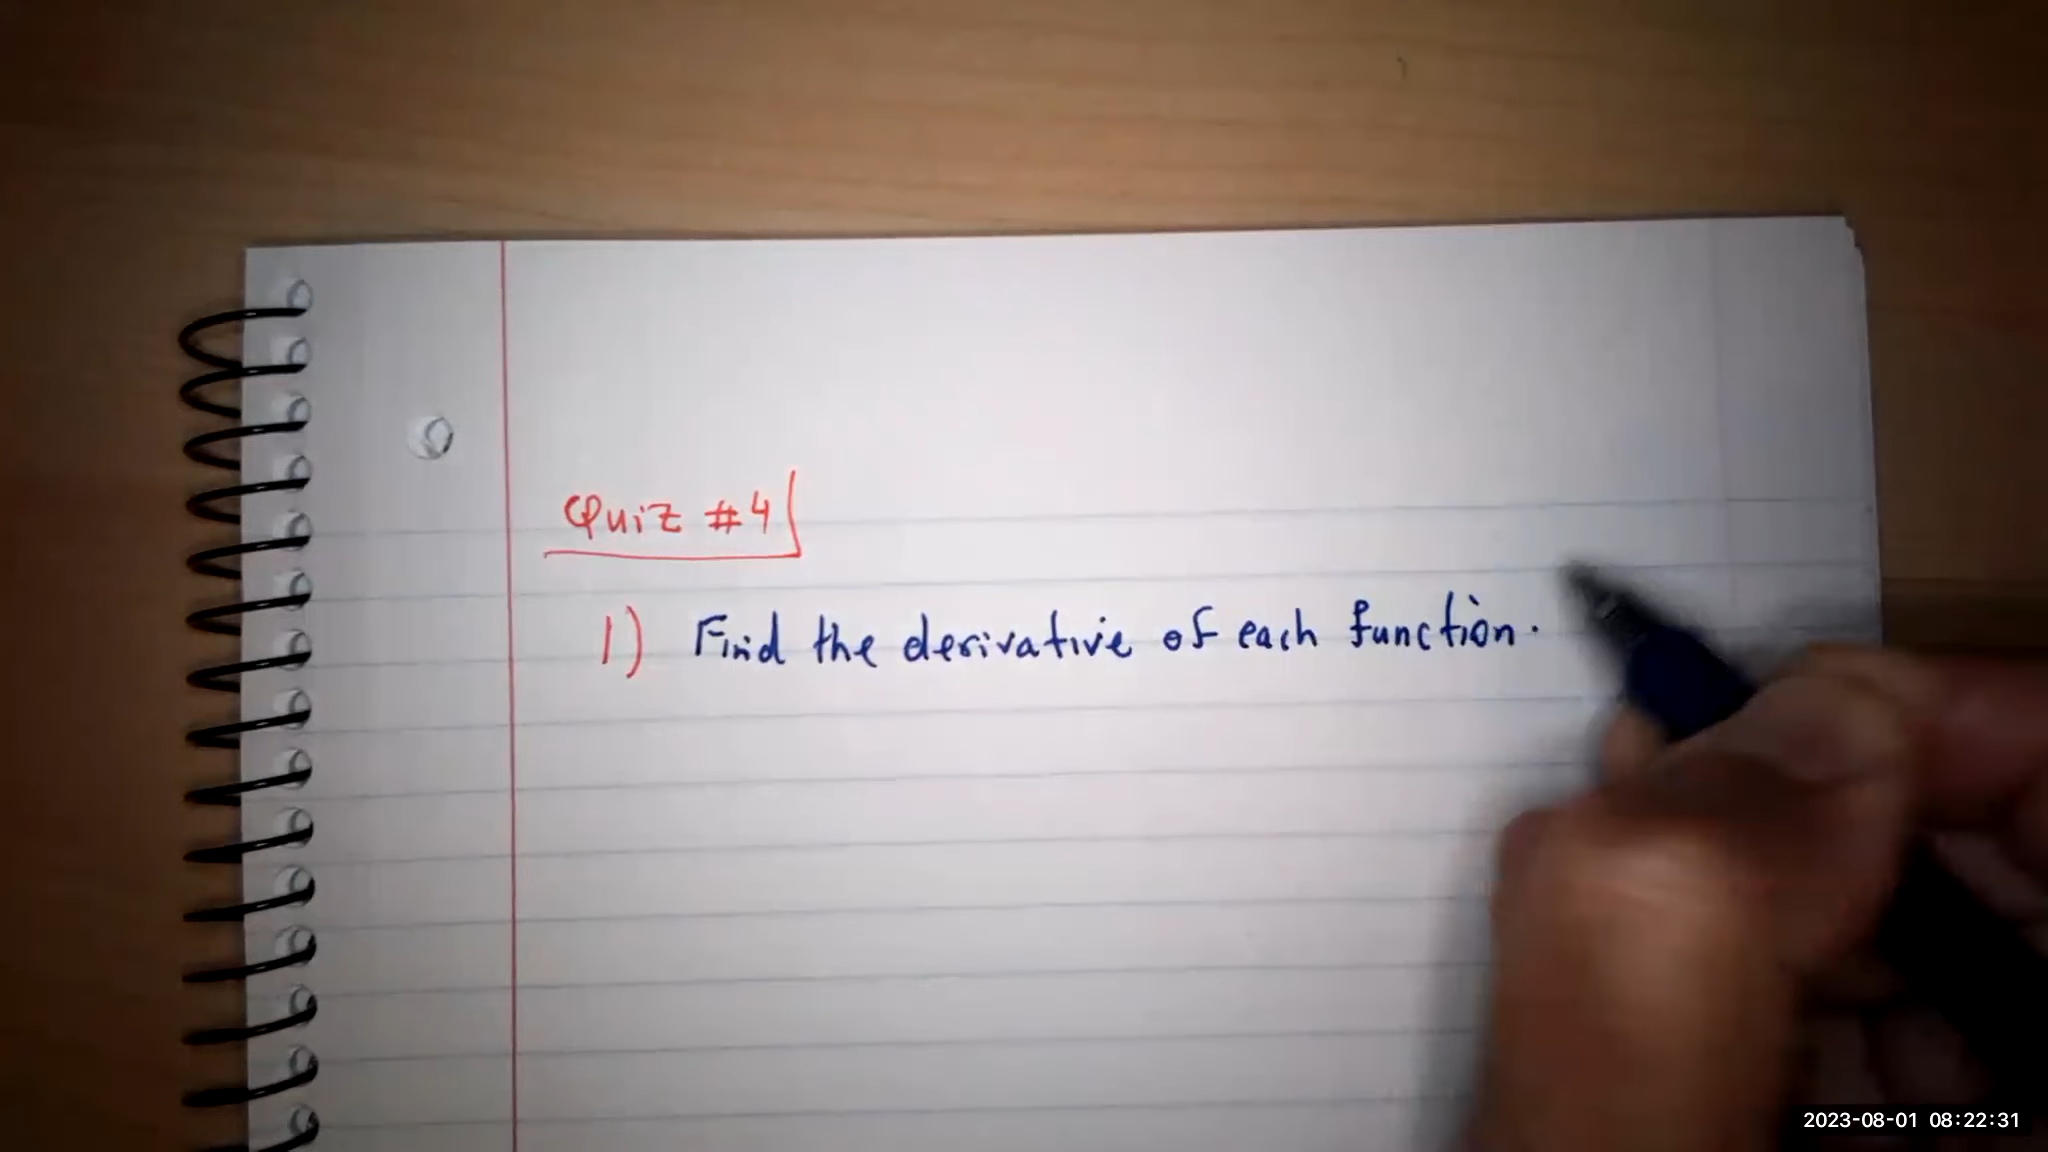 Quiz #4
1) Find the derivative of each function.
2023-08-01 08:22:31